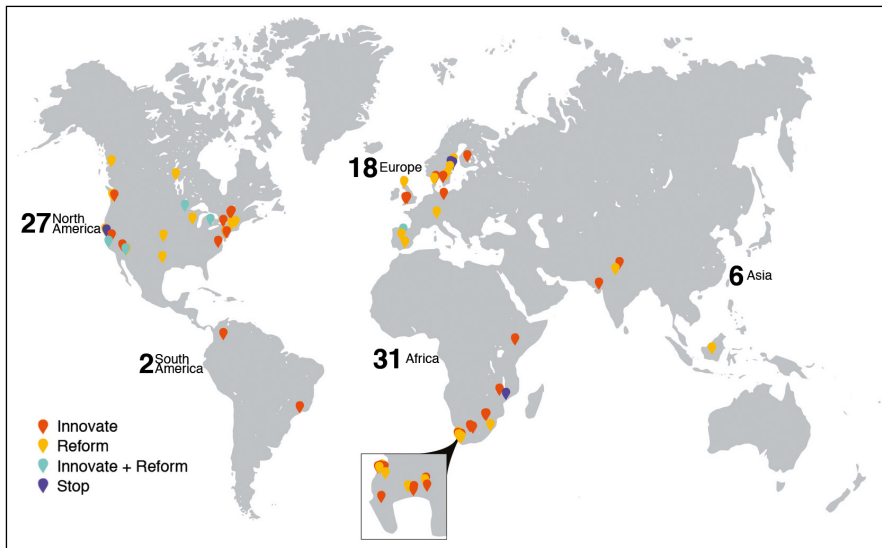 18 Europe
27 North
America
6 Asia
2 South
America
31 Africa
Innovate
Reform
Innovate + Reform
Stop